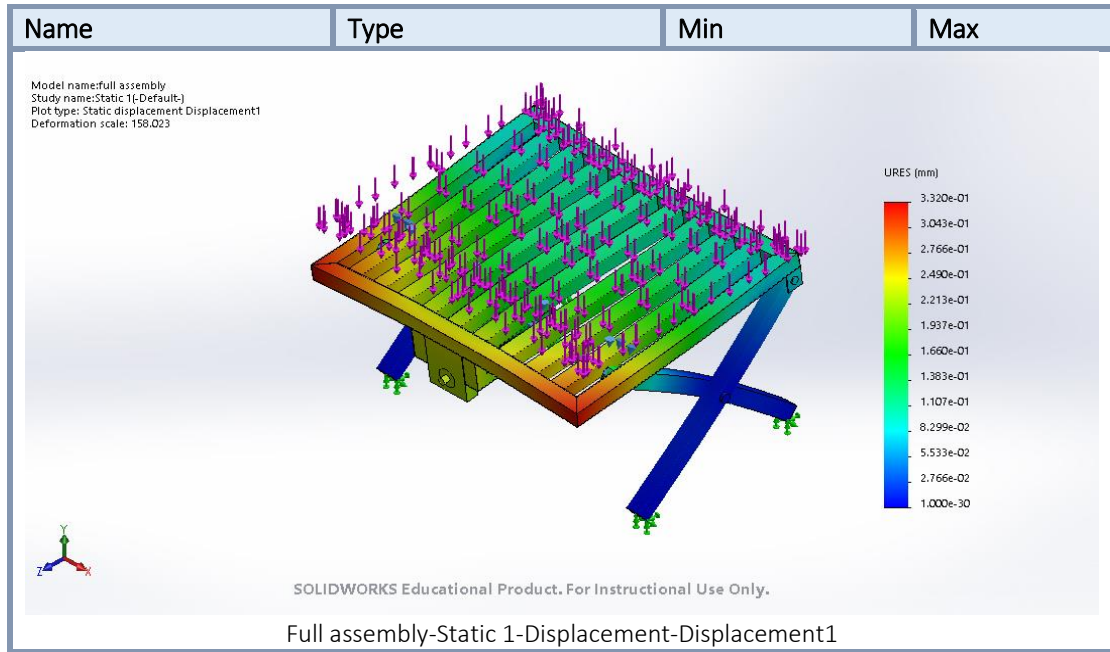 Name Type Min Max
Model name:full assembly
Study name:Static 1(-Default-)
Plot type: Static displacement Displacement1
Deformation scale: 158.023
URES (mm)
3.320e-01
3.043e-01
2.766e-01
2.490e-01
2.213e-01
1.937e-01
1.660e-01
1.383e-01
1.107e-01
8.299e-02
5.533e-02
2.766e-02
1.000e-30
Y
Z X
SOLIDWORKS Educational Product. For Instructional Use Only.
Full assembly-Static 1-Displacement-Displacement1